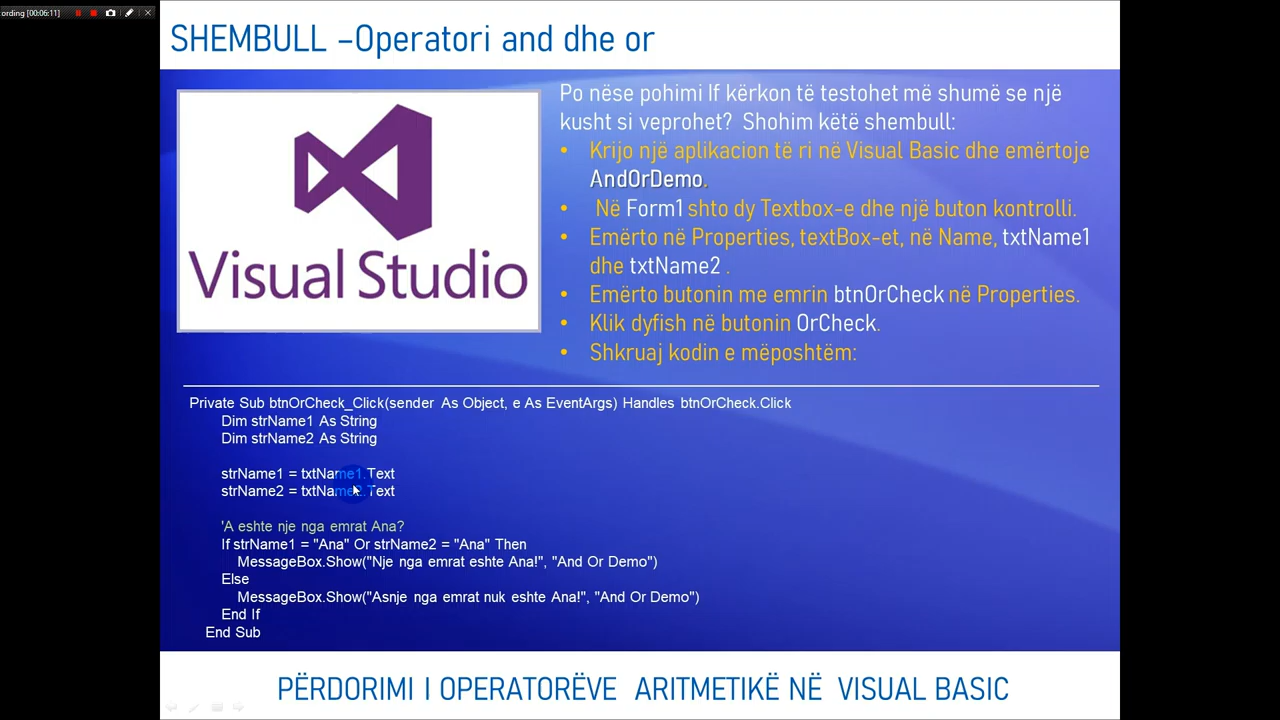 ording [00:06:11]
SHEMBULL –Operatori and dhe or
Visual Studio
Po nëse pohimi If kërkon të testohet më shumë se një
kusht si veprohet? Shohim këtë shembull:
• Krijo një aplikacion të ri në Visual Basic dhe emërtoje
AndOrDemo.
• Në Form1 shto dy Textbox-e dhe një buton kontrolli.
• Emërto në Properties, textBox-et, në Name, txtName1
dhe txtName2 .
• Emërto butonin me emrin btnOrCheck në Properties.
• Klik dyfish në butonin OrCheck.
• Shkruaj kodin e mëposhtëm:
Private Sub btnOrCheck_Click(sender As Object, e As EventArgs) Handles btnOrCheck.Click
Dim strName1 As String
Dim strName2 As String
strName1 = txtName1.Text
strName2 = txtName2.Text
'A eshte nje nga emrat Ana?
If strName1 = "Ana" Or strName2 = "Ana" Then
MessageBox.Show("Nje nga emrat eshte Ana!", "And Or Demo")
Else
MessageBox.Show("Asnje nga emrat nuk eshte Ana!", "And Or Demo")
End If
End Sub
PËRDORIMI I OPERATORËVE ARITMETIKË NË VISUAL BASIC